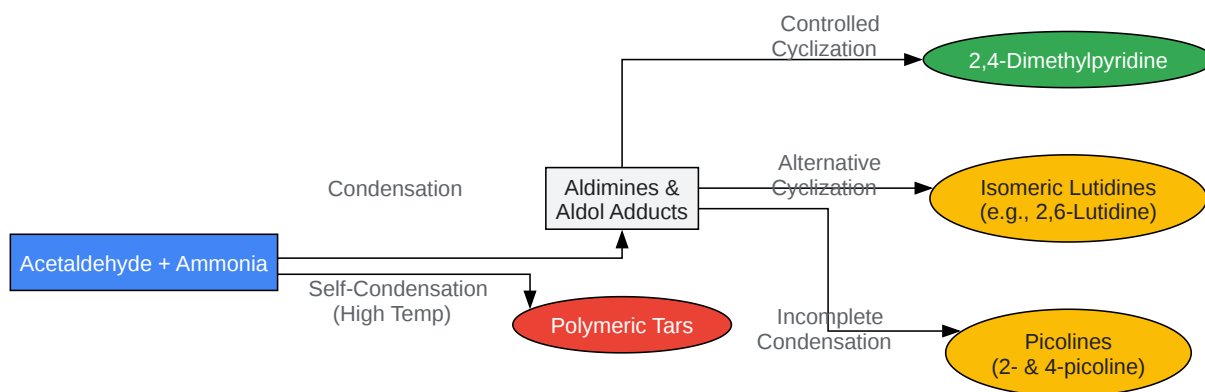 Controlled
Cyclization
2,4-Dimethylpyridine
Condensation
Aldimines &
Aldol Adducts
Alternative
Cyclization
Isomeric Lutidines
(e.g., 2,6-Lutidine)
Acetaldehyde + Ammonia
Self-Condensation
(High Temp)
Polymeric Tars
Incomplete
Condensation
Picolines
(2- & 4-picoline)